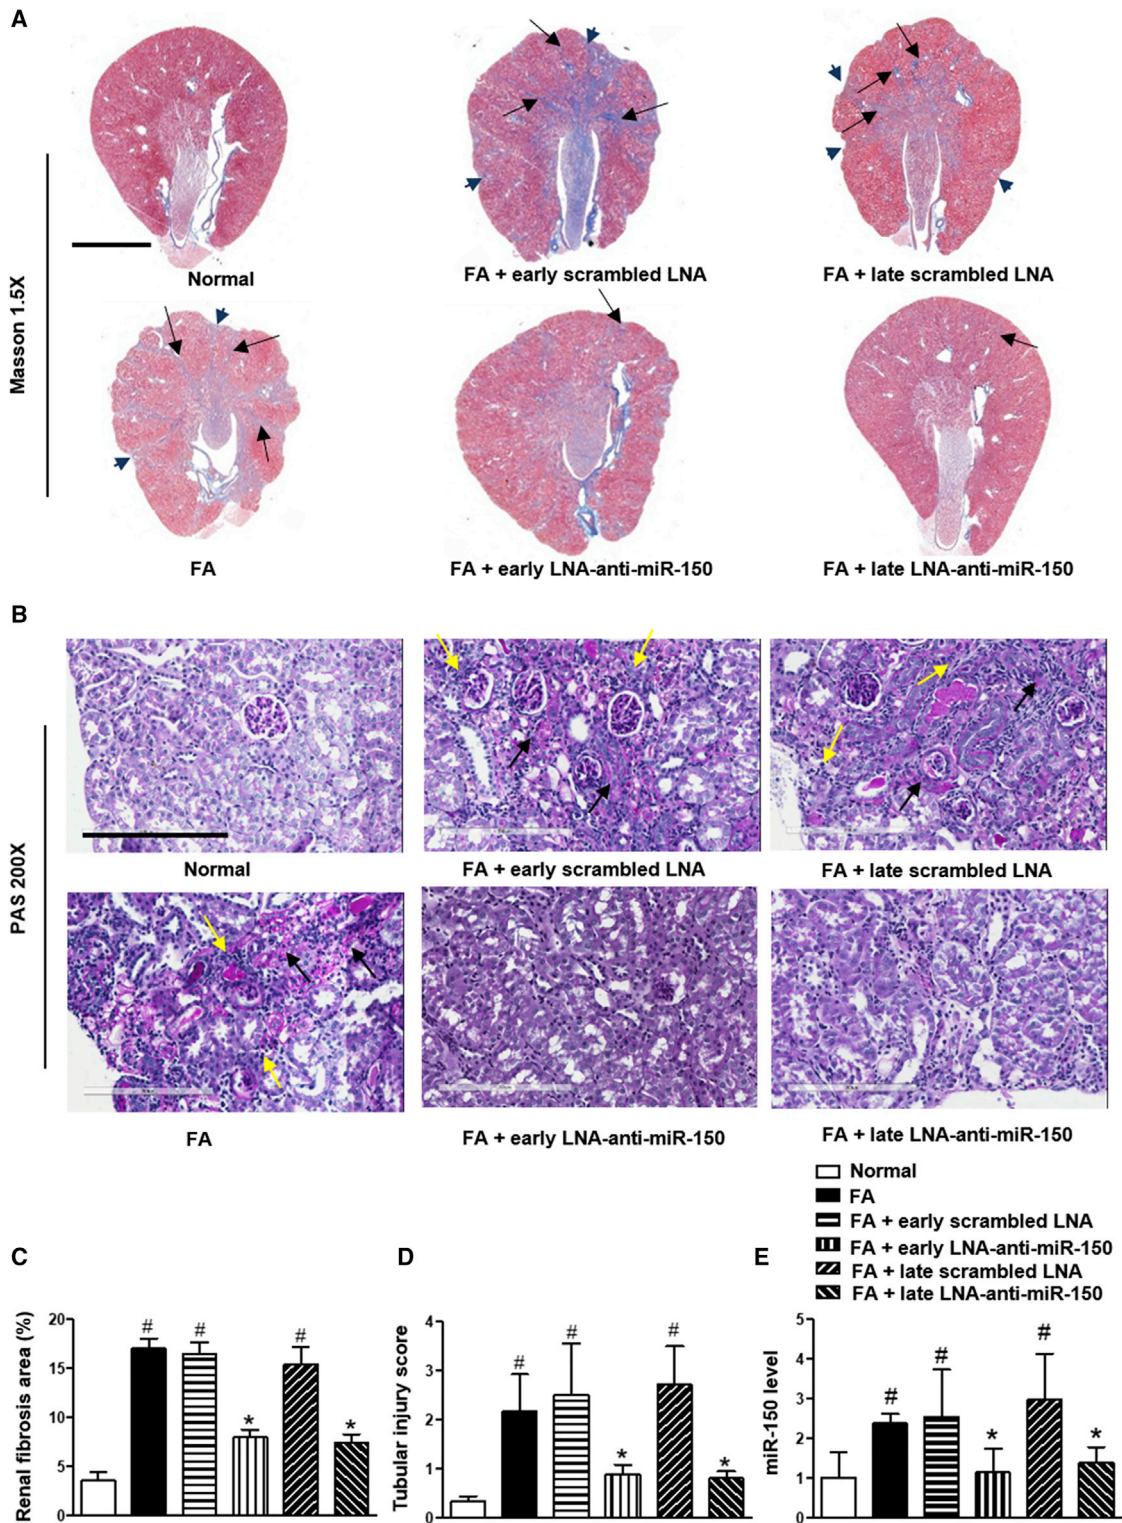 A
Masson 1.5X
Normal
FA + early scrambled LNA
FA + late scrambled LNA
FA
FA + early LNA-anti-miR-150
FA + late LNA-anti-miR-150
B
PAS 200X
Normal
FA + early scrambled LNA
FA + late scrambled LNA
FA
FA + early LNA-anti-miR-150
FA + late LNA-anti-miR-150
Normal
FA
FA + early scrambled LNA
FA + early LNA-anti-miR-150
FA + late scrambled LNA
FA + late LNA-anti-miR-150
C
Renal fibrosis area (%)
20
15
10
5
0
# # * # *
D
Tubular injury score
4
3
2
1
0
# # * # *
E
miR-150 level
5
4
3
2
1
0
# # * # *